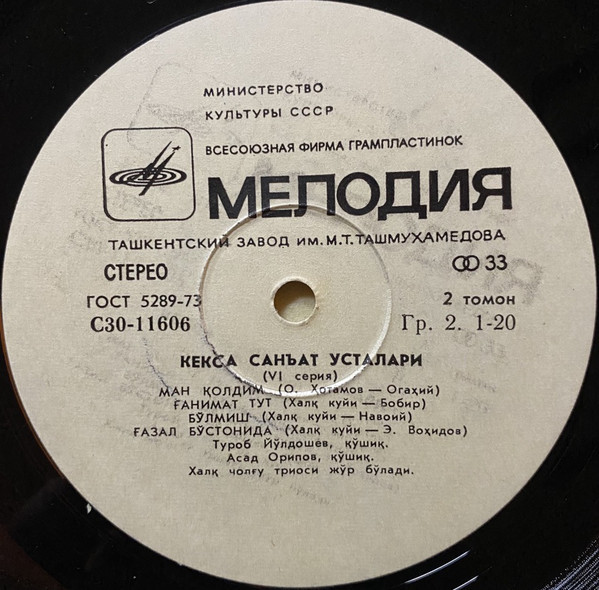 МИНИСТЕРСТВО
КУЛЬТУРЫ СССР
ВСЕСОЮЗНАЯ ФИРМА ГРАМПЛАСТИНОК
МЕЛОДИЯ
ТАШКЕНТСКИЙ ЗАВОД ИМ. М.Т. ТАШМУХАМЕДОВА
СТЕРЕО 33
ГОСТ 5289-73 2 томон
С30-11606 Гр. 2. 1-20
КЕКСА САНЪАТ УСТАЛАРИ
(VI серия)
МАН ҚОЛДИМ (О. Хотамов — Огаҳий)
ҒАНИМАТ ТУТ (Халқ куйи — Бобир)
БЎЛМИШ (Халқ куйи — Навоий)
ҒАЗАЛ БЎСТОНИДА (Халқ куйи — Э. Воҳидов)
Туроб Йўлдошев, қўшиқ.
Асад Орипов, қўшиқ.
Халқ чолғу триоси жўр бўлади.